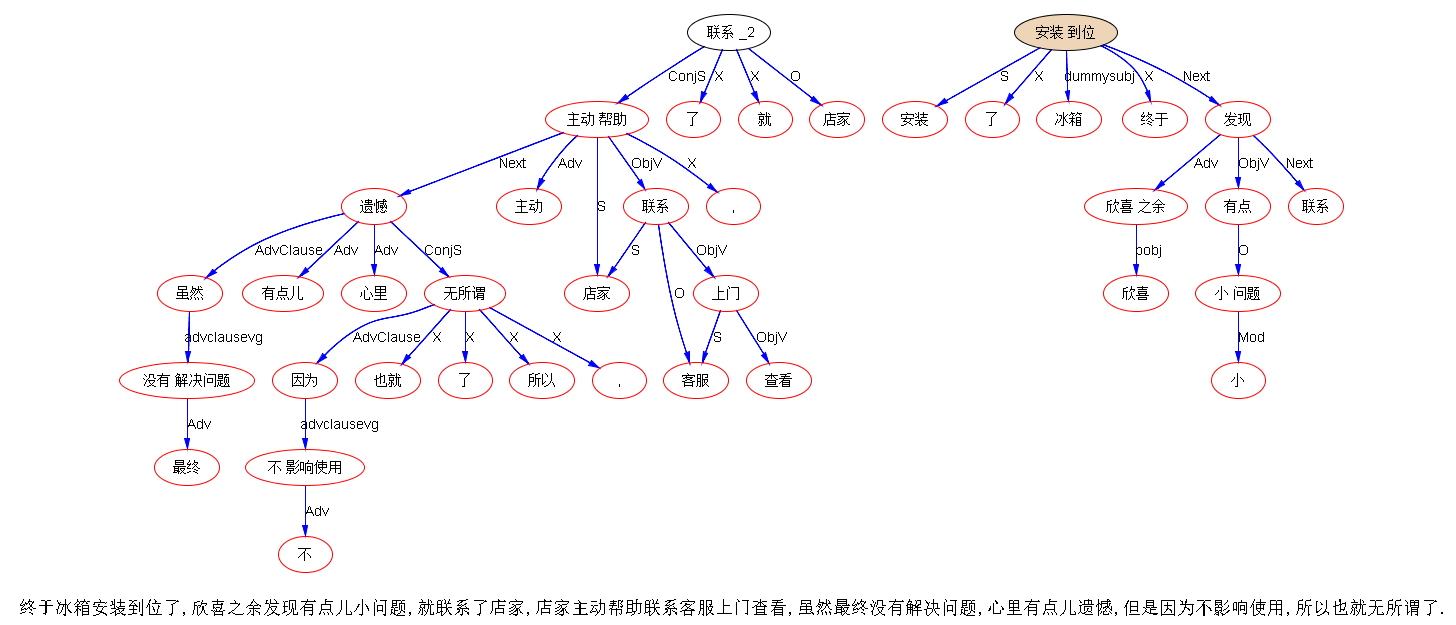 联系 _2
安装 到位
ConjS X X O
S X dummysubj X Next
主动 帮助 了 就 店家
安装 了 冰箱 终于 发现
Next Adv S ObjV X
Adv ObjV Next
遗憾 主动 联系 ,
欣喜 之余 有点 联系
AdvClause Adv Adv ConjS S O ObjV
pobj O
虽然 有点儿 心里 无所谓 店家 上门
欣喜 小 问题
advclausevg AdvClause X X X X S ObjV
Mod
没有 解决问题 因为 也就 了 所以 , 客服 查看
小
Adv advclausevg
最终 不 影响使用
Adv
不
终于冰箱安装到位了,欣喜之余发现有点儿小问题,就联系了店家,店家主动帮助联系客服上门查看,虽然最终没有解决问题,心里有点儿遗憾,但是因为不影响使用,所以也就无所谓了.